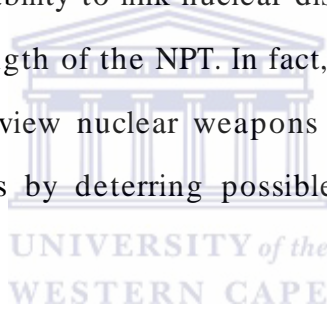 ability to link nuclear dis
gth of the NPT. In fact,
view nuclear weapons
s by deterring possible
UNIVERSITY of the
WESTERN CAPE